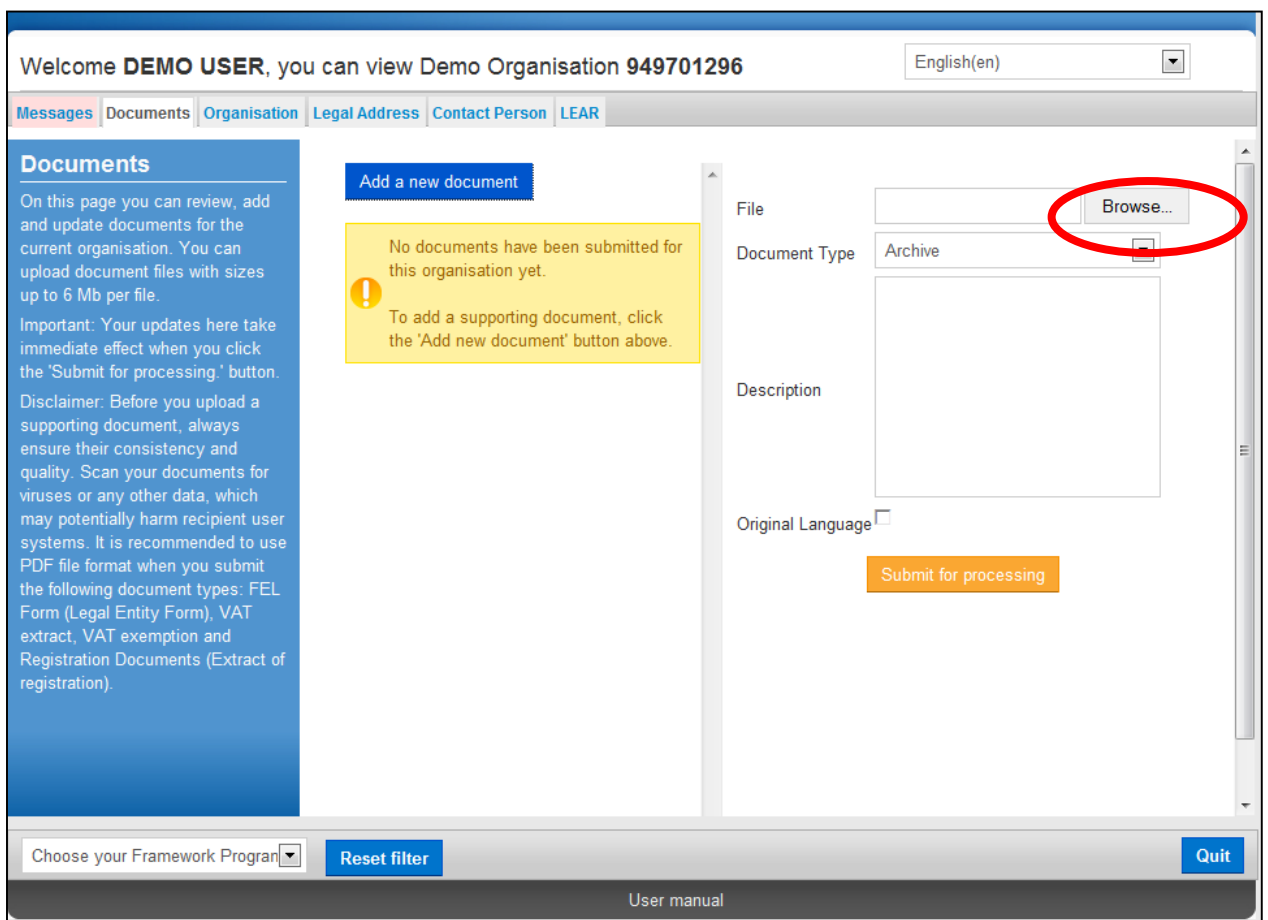 Welcome DEMO USER, you can view Demo Organisation 949701296
English(en)
Messages Documents Organisation Legal Address Contact Person LEAR
Documents
On this page you can review, add
and update documents for the
current organisation. You can
upload document files with sizes
up to 6 Mb per file.
Important: Your updates here take
immediate effect when you click
the 'Submit for processing.' button.
Disclaimer: Before you upload a
supporting document, always
ensure their consistency and
quality. Scan your documents for
viruses or any other data, which
may potentially harm recipient user
systems. It is recommended to use
PDF file format when you submit
the following document types: FEL
Form (Legal Entity Form), VAT
extract, VAT exemption and
Registration Documents (Extract of
registration).
Add a new document
No documents have been submitted for
this organisation yet.
To add a supporting document, click
the 'Add new document' button above.
File
Browse...
Document Type
Archive
Description
Original Language
Submit for processing
Choose your Framework Progran
Reset filter
Quit
User manual